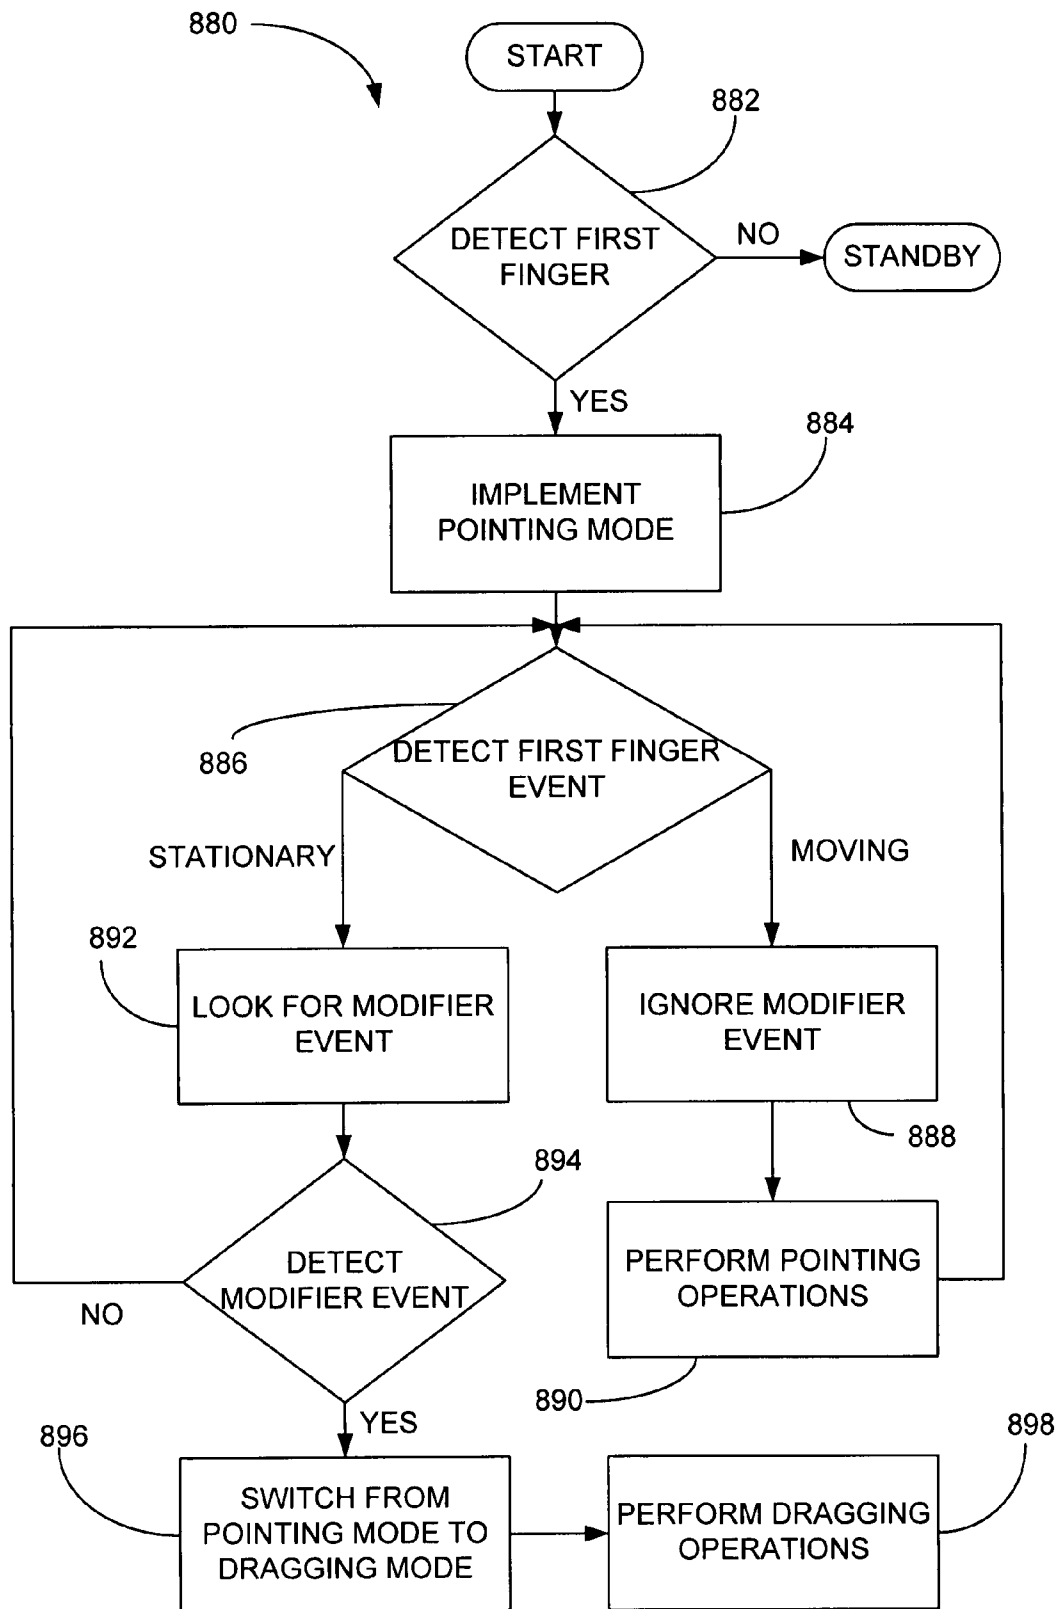 880
START
882
DETECT FIRST
FINGER
NO
STANDBY
YES
884
IMPLEMENT
POINTING MODE
886
DETECT FIRST FINGER
EVENT
STATIONARY
MOVING
892
LOOK FOR MODIFIER
EVENT
IGNORE MODIFIER
EVENT
888
894
DETECT
MODIFIER EVENT
NO
PERFORM POINTING
OPERATIONS
890
YES
896
SWITCH FROM
POINTING MODE TO
DRAGGING MODE
PERFORM DRAGGING
OPERATIONS
898